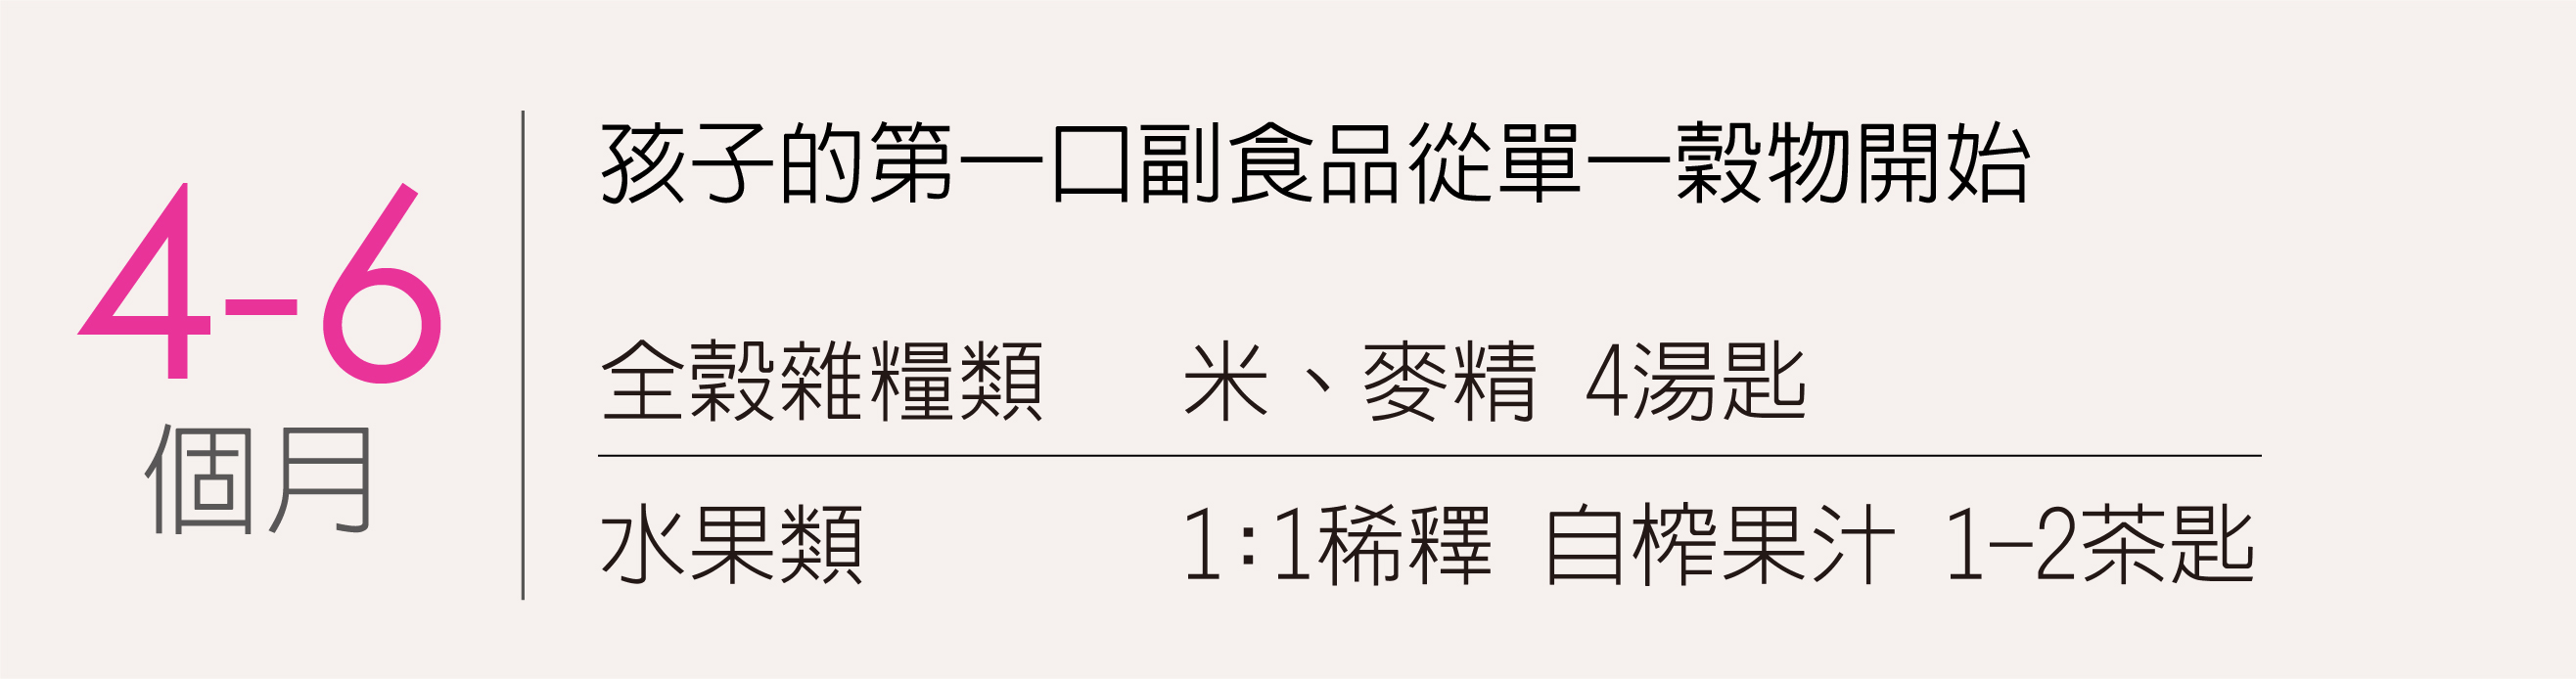 4-6
個月
孩子的第一口副食品從單一穀物開始
全穀雜糧類 米、麥精 4湯匙
水果類 1:1稀釋 自榨果汁 1-2茶匙